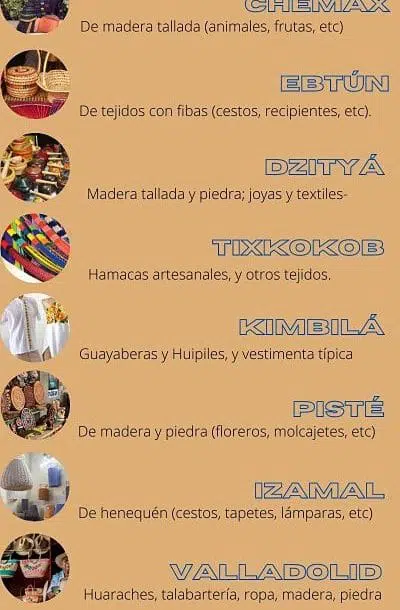 CHEMAX
De madera tallada (animales, frutas, etc)
EBTÚN
De tejidos con fibas (cestos, recipientes, etc).
DZITYÁ
Madera tallada y piedra; joyas y textiles-
TIXKOKOB
Hamacas artesanales, y otros tejidos.
KIMBILÁ
Guayaberas y Huipiles, y vestimenta típica
PISTÉ
De madera y piedra (floreros, molcajetes, etc)
IZAMAL
De henequén (cestos, tapetes, lámparas, etc)
VALLADOLID
Huaraches, talabartería, ropa, madera, piedra